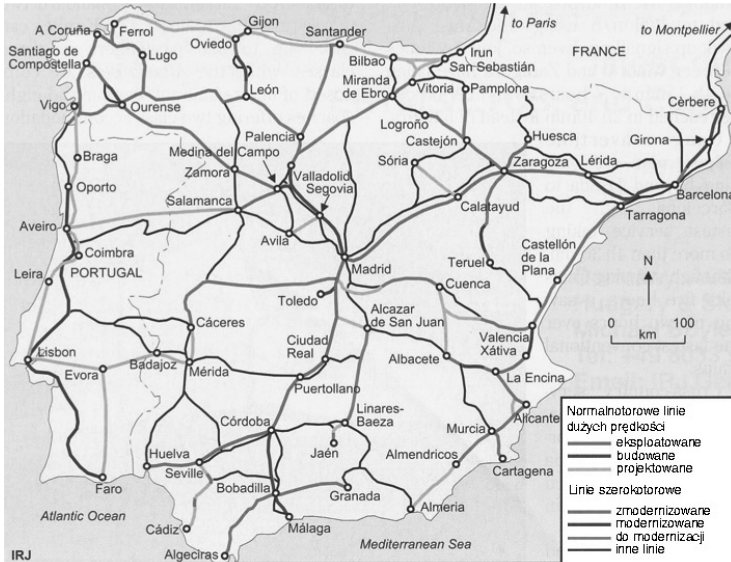 to Paris
to Montpellier
FRANCE
A Coruña
Ferrol
Gijon
Santander
Bilbao
Irun
San Sebastián
Santiago de
Compostella
Lugo
Oviedo
León
Miranda
de Ebro
Vitoria
Pamplona
Cèrbere
Vigo
Ourense
Palencia
Logroño
Castejón
Huesca
Girona
Braga
Medina del
Campo
Zamora
Valladolid
Segovia
Sória
Zaragoza
Lérida
Oporto
Salamanca
Calatayud
Barcelona
Tarragona
Aveiro
Avila
Madrid
Coimbra
Leira
PORTUGAL
Toledo
Teruel
Castellón
de la
Plana
Cuenca
N
0
100
km
Cáceres
Alcazar
de San Juan
Ciudad
Real
Valencia
Xátiva
Lisbon
Evora
Badajoz
Mérida
Albacete
Puertollano
La Encina
Córdoba
Linares-
Baeza
Alicante
Murcia
Huelva
Seville
Jaén
Almendricos
Cartagena
Faro
Bobadilla
Granada
Atlantic Ocean
Cádiz
Málaga
Almeria
Algeciras
Mediterranean Sea
IRJ
Normalnotorowe linie
dużych prędkości
eksploatowane
budowane
projektowane
Linie szerokotorowe
zmodernizowane
modernizowane
do modernizacji
inne linie